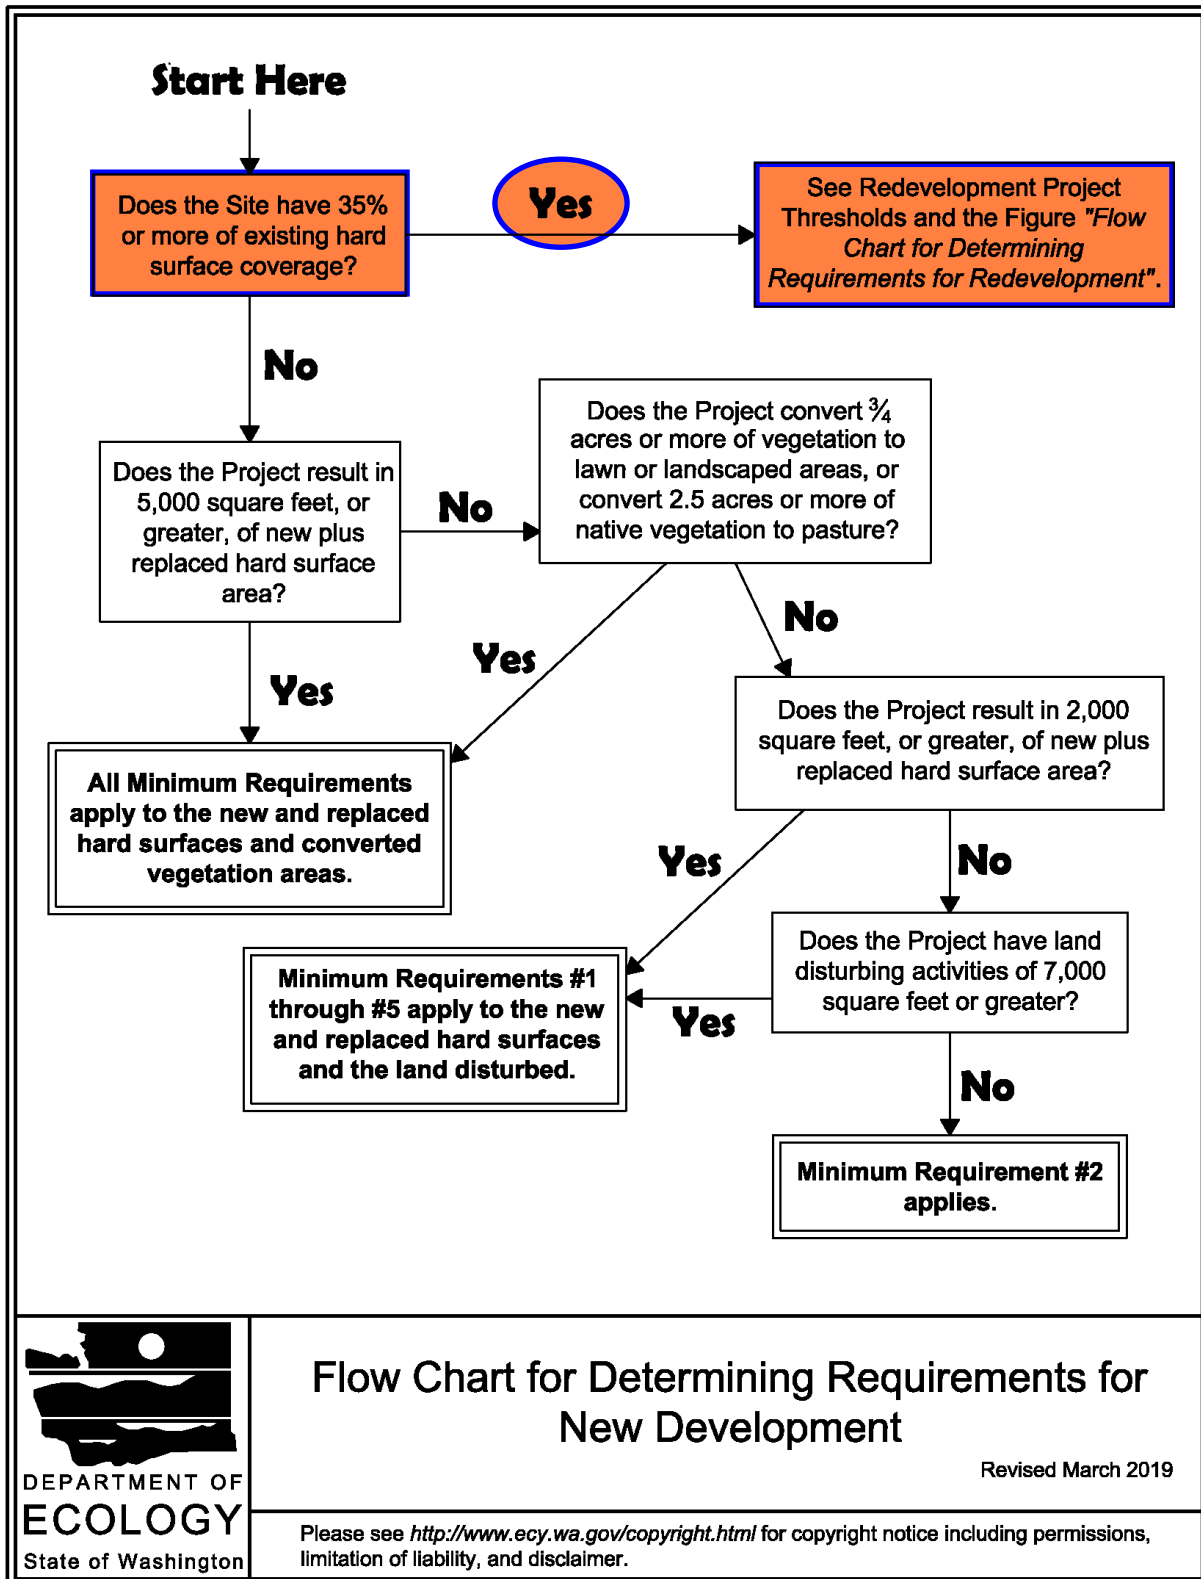 Start Here
Does the Site have 35%
or more of existing hard
surface coverage?
Yes
See Redevelopment Project
Thresholds and the Figure "Flow
Chart for Determining
Requirements for Redevelopment".
No
Does the Project convert ¾
acres or more of vegetation to
lawn or landscaped areas, or
convert 2.5 acres or more of
native vegetation to pasture?
Does the Project result in
5,000 square feet, or
greater, of new plus
replaced hard surface
area?
No
No
Yes
Yes
Does the Project result in 2,000
square feet, or greater, of new plus
replaced hard surface area?
All Minimum Requirements
apply to the new and replaced
hard surfaces and converted
vegetation areas.
Yes
No
Does the Project have land
disturbing activities of 7,000
square feet or greater?
Minimum Requirements #1
through #5 apply to the new
and replaced hard surfaces
and the land disturbed.
Yes
No
Minimum Requirement #2
applies.
DEPARTMENT OF
ECOLOGY
State of Washington
Flow Chart for Determining Requirements for
New Development
Revised March 2019
Please see http://www.ecy.wa.gov/copyright.html for copyright notice including permissions,
limitation of liability, and disclaimer.